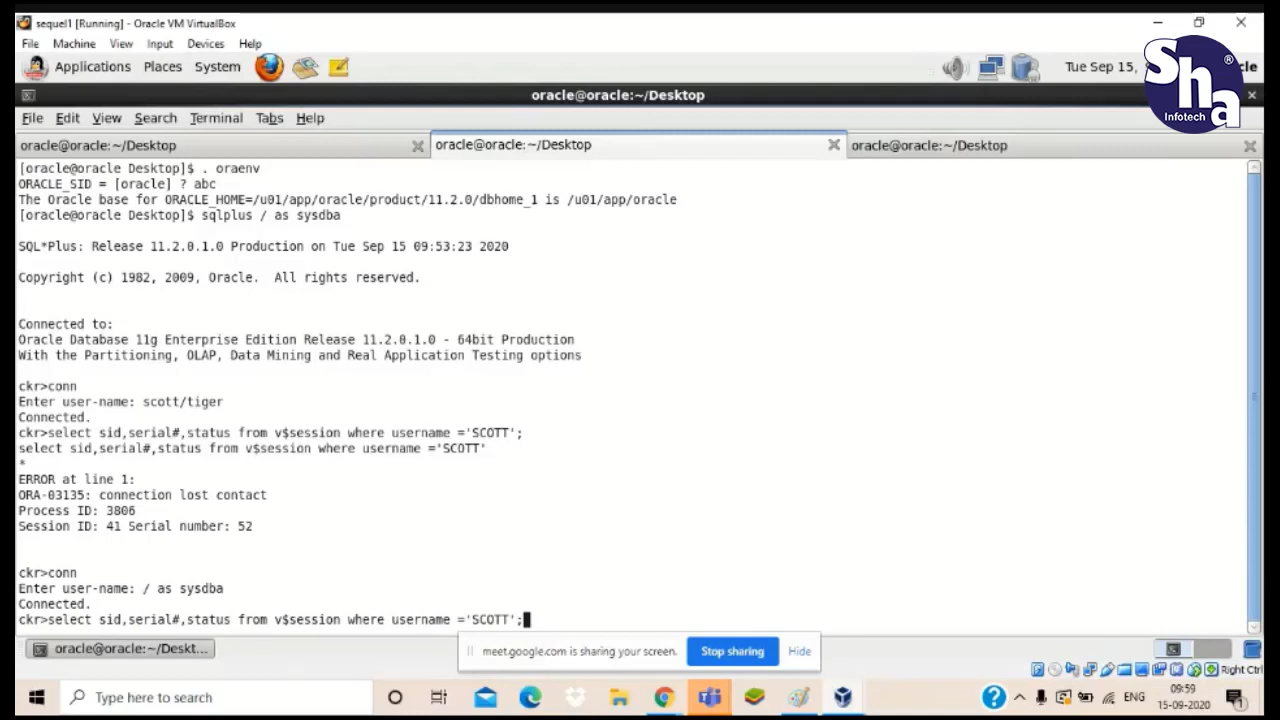 sequel1 [Running] - Oracle VM VirtualBox
File Machine View Input Devices Help
Applications Places System
Tue Sep 15,
cle
Sha
®
Infotech
oracle@oracle:~/Desktop
File Edit View Search Terminal Tabs Help
oracle@oracle:~/Desktop
oracle@oracle:~/Desktop
oracle@oracle:~/Desktop
[oracle@oracle Desktop]$ . oraenv
ORACLE_SID = [oracle] ? abc
The Oracle base for ORACLE_HOME=/u01/app/oracle/product/11.2.0/dbhome_1 is /u01/app/oracle
[oracle@oracle Desktop]$ sqlplus / as sysdba
SQL*Plus: Release 11.2.0.1.0 Production on Tue Sep 15 09:53:23 2020
Copyright (c) 1982, 2009, Oracle.  All rights reserved.
Connected to:
Oracle Database 11g Enterprise Edition Release 11.2.0.1.0 - 64bit Production
With the Partitioning, OLAP, Data Mining and Real Application Testing options
ckr>conn
Enter user-name: scott/tiger
Connected.
ckr>select sid,serial#,status from v$session where username ='SCOTT';
select sid,serial#,status from v$session where username ='SCOTT'
*
ERROR at line 1:
ORA-03135: connection lost contact
Process ID: 3806
Session ID: 41 Serial number: 52
ckr>conn
Enter user-name: / as sysdba
Connected.
ckr>select sid,serial#,status from v$session where username ='SCOTT';
oracle@oracle:~/Deskt...
meet.google.com is sharing your screen.
Stop sharing
Hide
Right Ctrl
Type here to search
ENG
09:59
15-09-2020